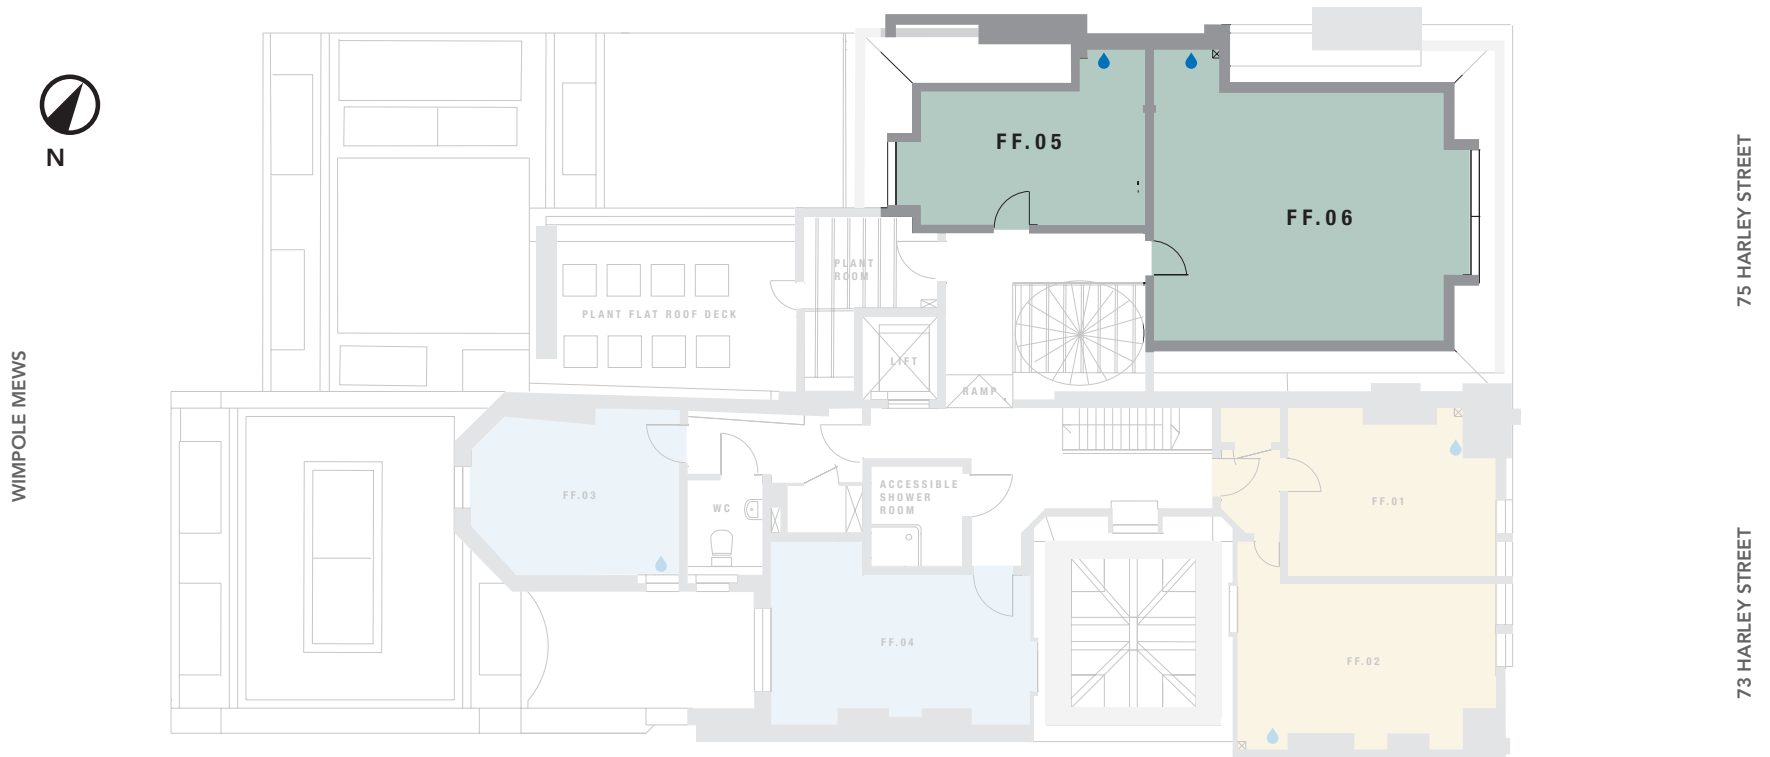 N
WIMPOLE MEWS
75 HARLEY STREET
73 HARLEY STREET
FF.05
FF.06
PLANT
ROOM
PLANT FLAT ROOF DECK
LIFT
RAMP
FF.03
WC
ACCESSIBLE
SHOWER
ROOM
FF.01
FF.04
FF.02